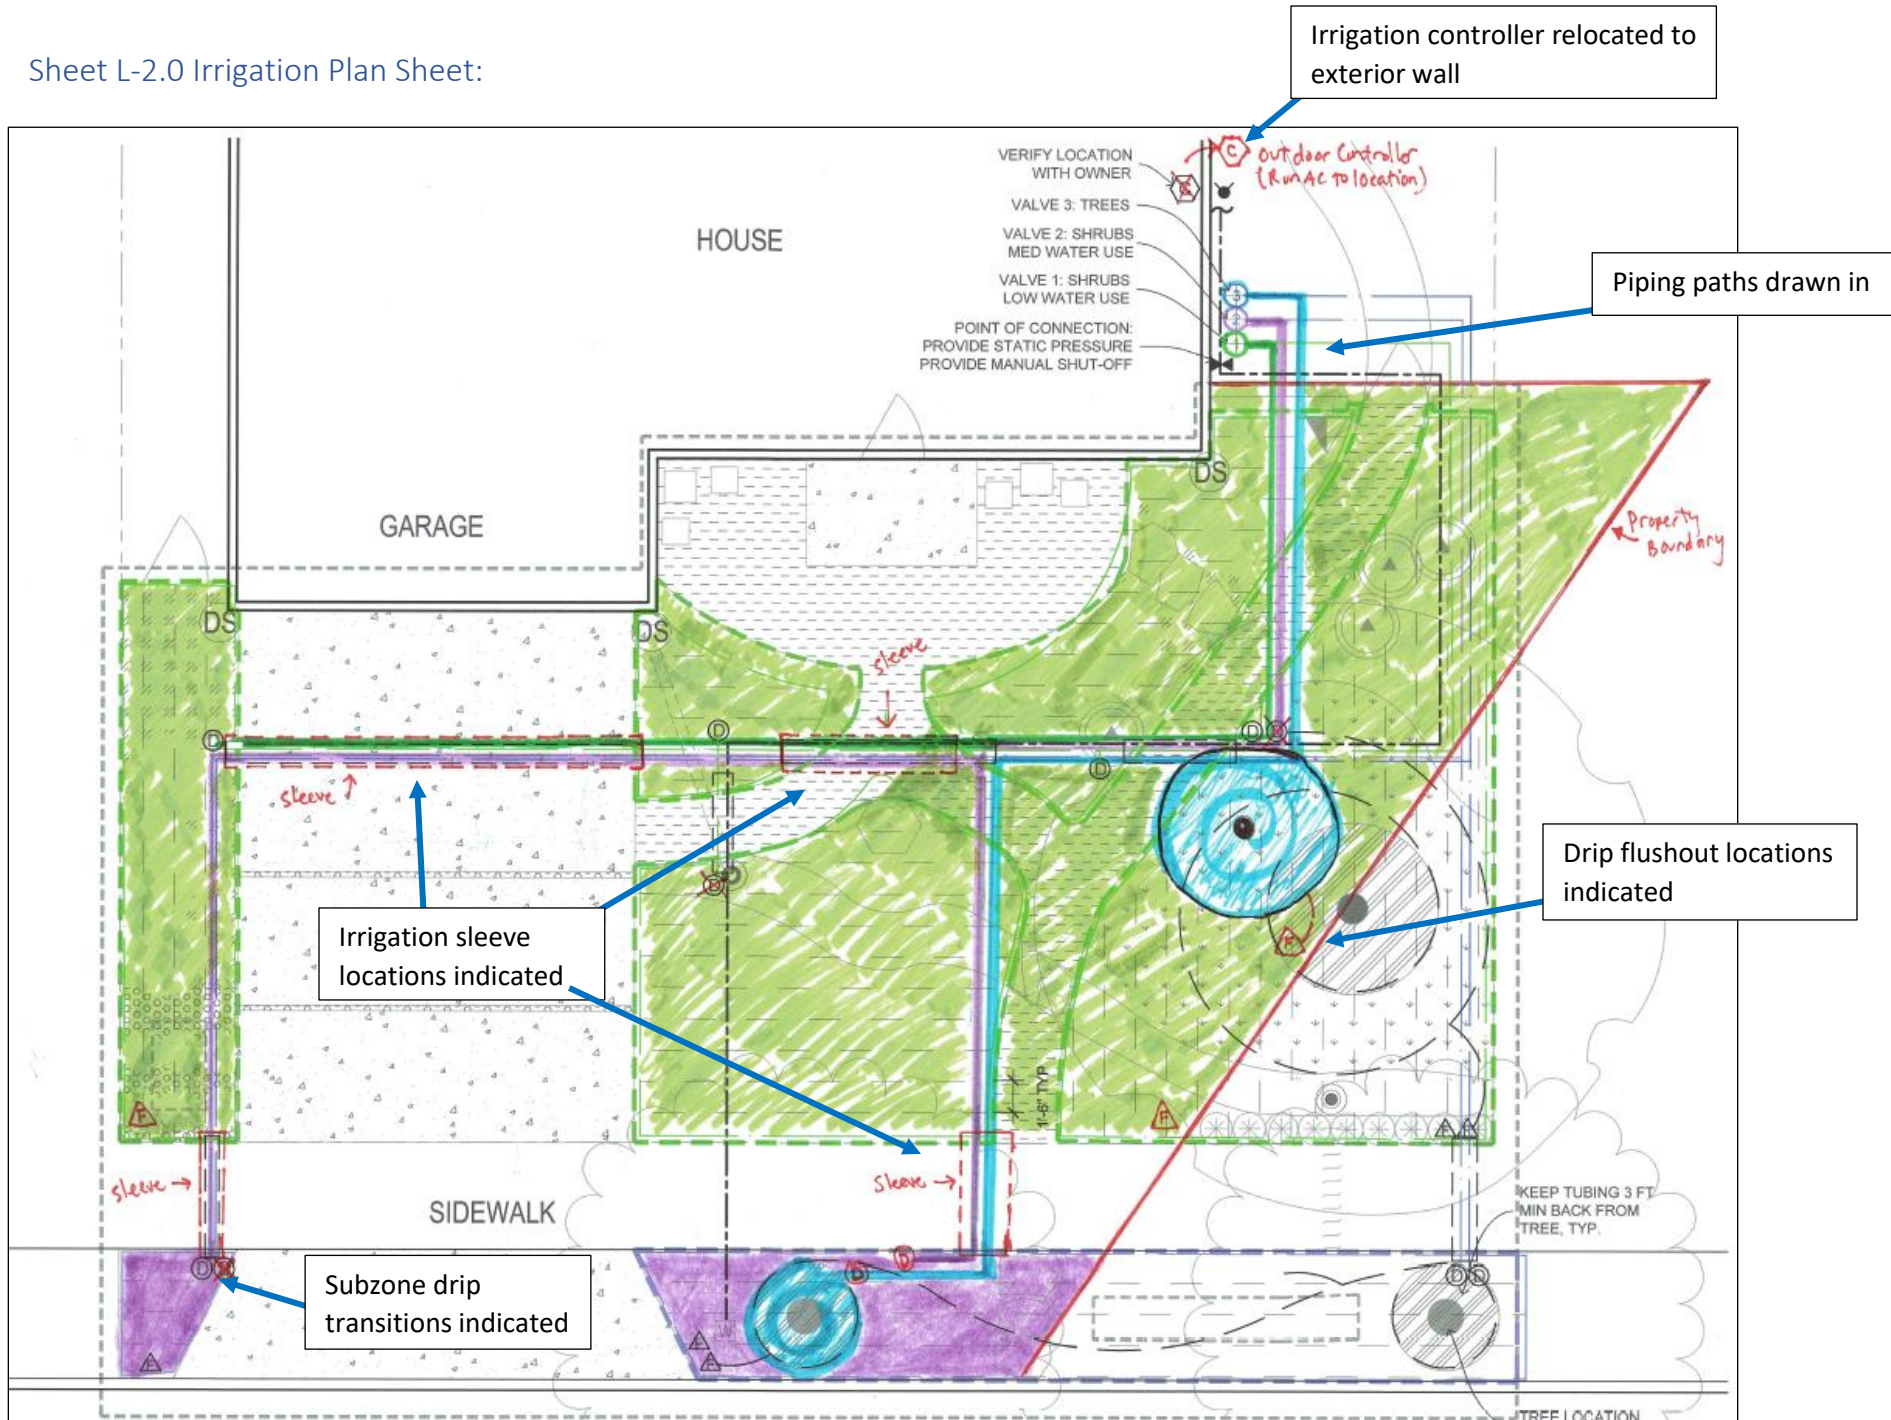 Sheet L-2.0 Irrigation Plan Sheet:
Irrigation controller relocated to
exterior wall
VERIFY LOCATION
WITH OWNER
C
C
Outdoor Controller
(Run AC to location)
VALVE 3: TREES
HOUSE
VALVE 2: SHRUBS
MED WATER USE
VALVE 1: SHRUBS
LOW WATER USE
3
2
1
Piping paths drawn in
POINT OF CONNECTION:
PROVIDE STATIC PRESSURE
PROVIDE MANUAL SHUT-OFF
DS
GARAGE
Property
Boundary
DS
DS
sleeve
D
D
D
D
sleeve
Drip flushout locations
indicated
Irrigation sleeve
locations indicated
F
1'-6" TYP
F
F
F
F
sleeve
Sleeve
SIDEWALK
KEEP TUBING 3 FT
MIN BACK FROM
TREE, TYP.
D
D
D
D
D
Subzone drip
transitions indicated
W
F
F
F
TREE LOCATION